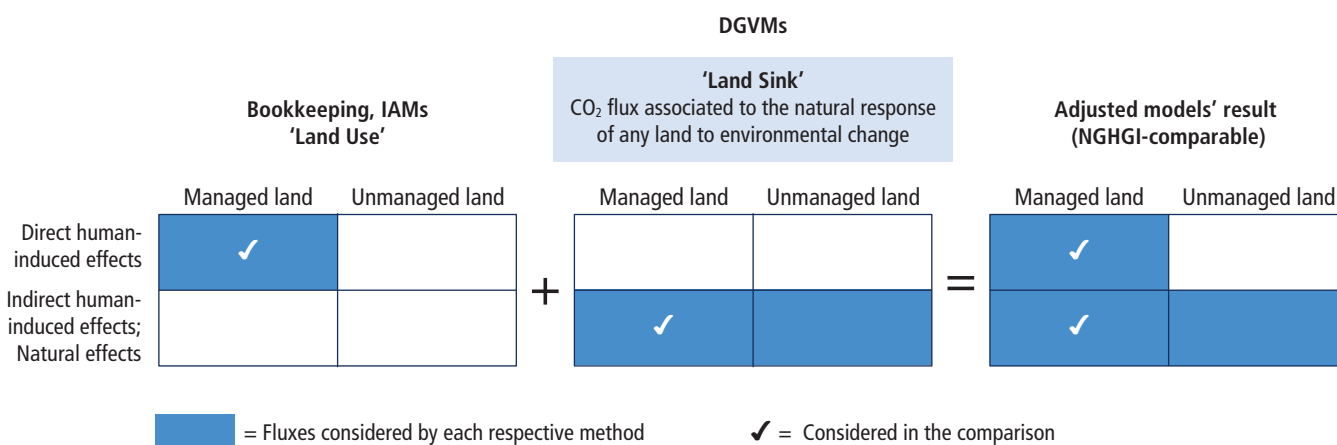 DGVMs
Bookkeeping, IAMs
'Land Use'
'Land Sink'
CO₂ flux associated to the natural response
of any land to environmental change
Adjusted models' result
(NGHGI-comparable)
Managed land Unmanaged land
Managed land Unmanaged land
Managed land Unmanaged land
Direct human-
induced effects
✓
✓
Indirect human-
induced effects;
Natural effects
+
✓
=
✓
= Fluxes considered by each respective method
✓ = Considered in the comparison